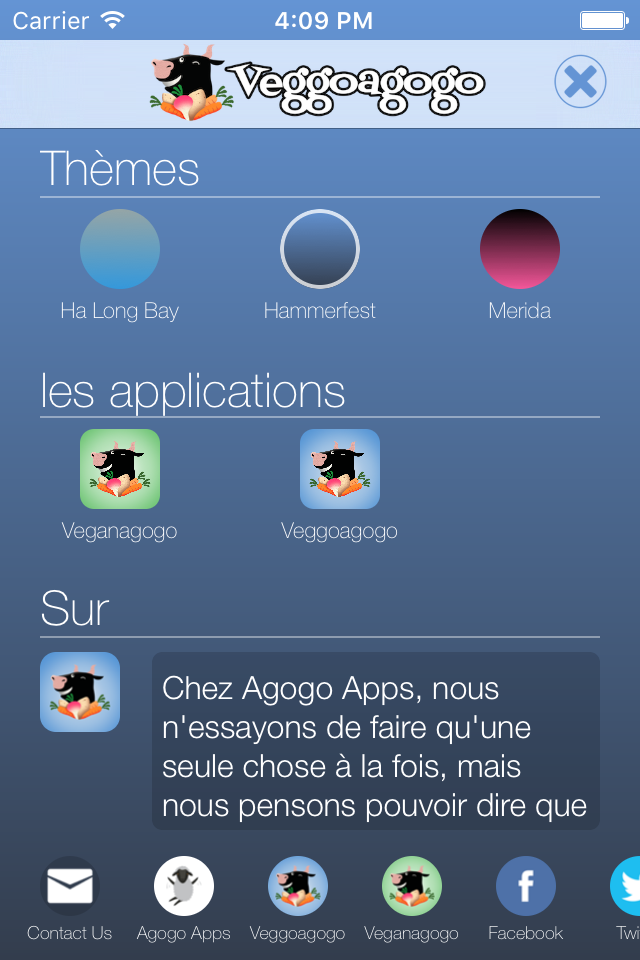 Carrier 4:09 PM
Veggoagogo
Thèmes
Ha Long Bay Hammerfest Merida
les applications
Veganagogo Veggoagogo
Sur
Chez Agogo Apps, nous
n'essayons de faire qu'une
seule chose à la fois, mais
nous pensons pouvoir dire que
Contact Us Agogo Apps Veggoagogo Veganagogo Facebook Twi